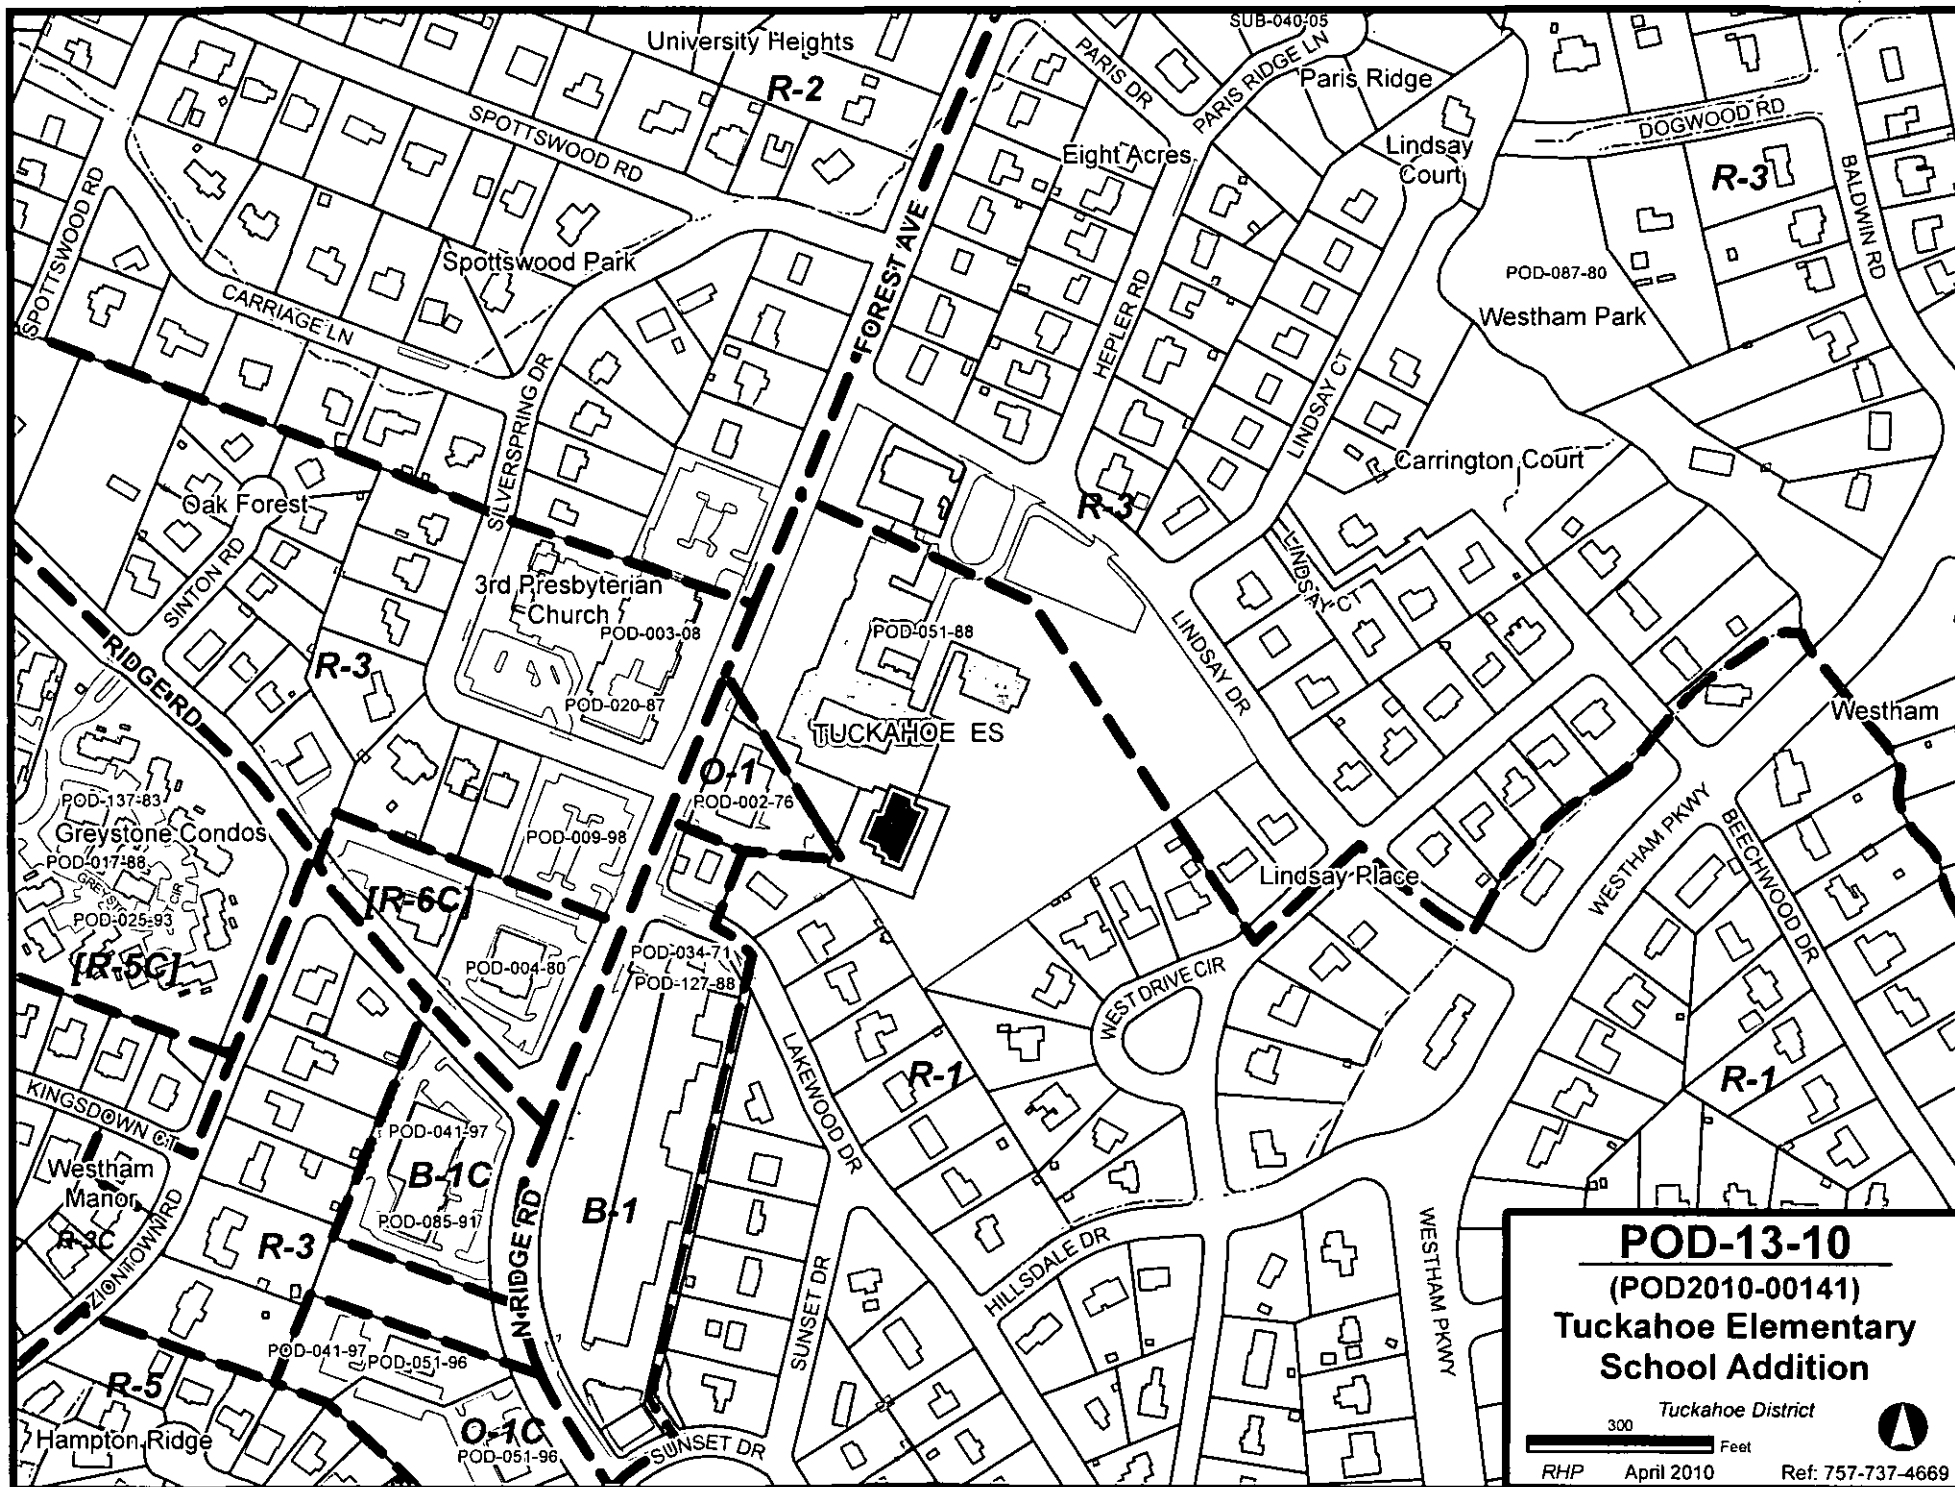 SUB-040-05
University Heights
R-2
PARIS DR
PARIS RIDGE LN
Paris Ridge
SPOTTSWOOD RD
DOGWOOD RD
Eight Acres
Lindsay
Court
R-3
BALDWIN RD
SPOTTSWOOD RD
FOREST AVE
Spottswood Park
POD-087-80
Westham Park
CARRIAGE LN
HEPLER RD
LINDSAY CT
SILVERSPRING DR
Carrington Court
Oak Forest
R-3
SINTON RD
LINDSAY CT
3rd Presbyterian
Church
POD-003-08
POD-051-88
LINDSAY DR
RIDGE RD
R-3
POD-020-87
TUCKAHOE ES
Westham
O-1
POD-002-76
POD-137-83
Greystone Condos
POD-009-98
WESTHAM PKWY
BEECHWOOD DR
POD-017-88
Lindsay Place
[R-6C]
POD-025-93
[R-5C]
POD-004-80
POD-034-71
POD-127-88
WEST DRIVE CIR
LAKEWOOD DR
R-1
R-1
KINGSDOWN CT
POD-041-97
Westham
Manor
B-1C
B-1
N RIDGE RD
POD-085-91
R-3C
R-3
ZIONTOWN RD
SUNSET DR
HILLSDALE DR
WESTHAM PKWY
POD-041-97
POD-051-96
R-5
Hampton Ridge
O-1C
POD-051-96
SUNSET DR
POD-13-10
(POD2010-00141)
Tuckahoe Elementary
School Addition
Tuckahoe District
300
Feet
RHP April 2010 Ref: 757-737-4669